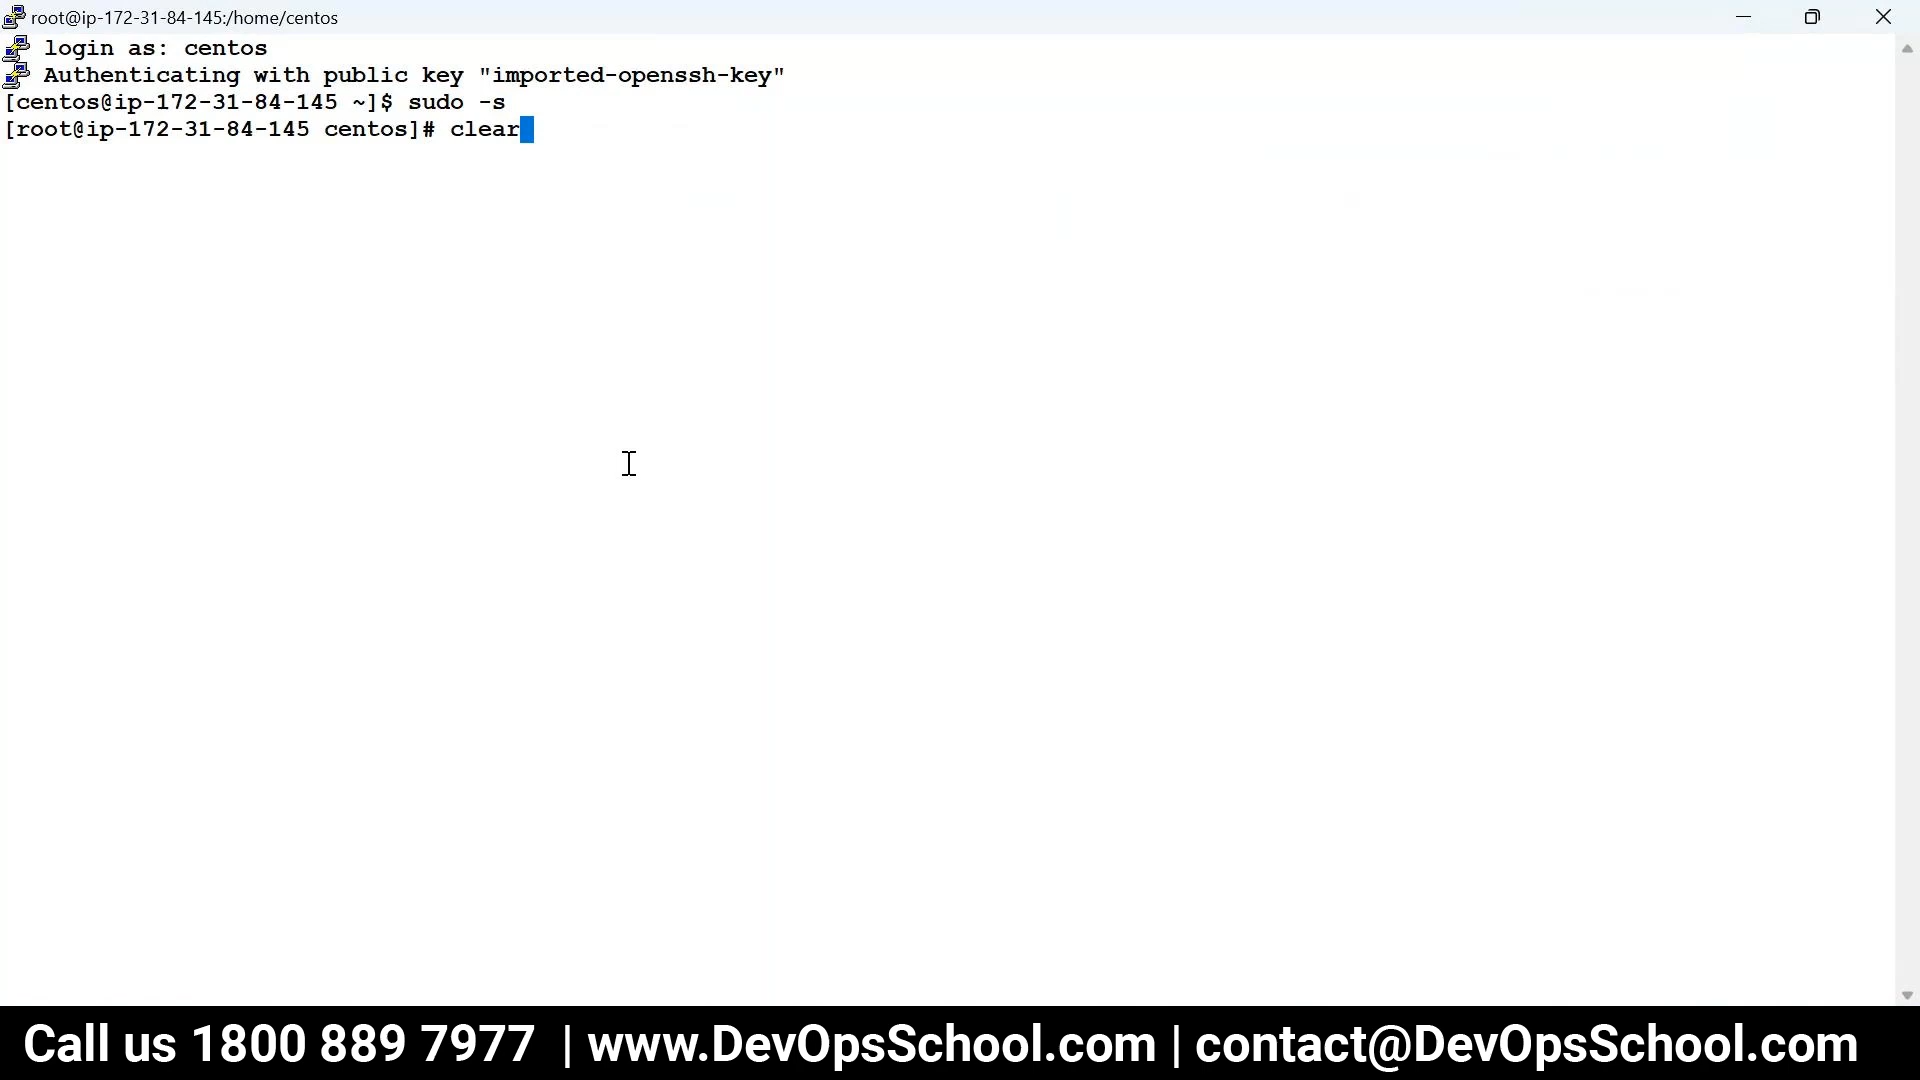 root@ip-172-31-84-145:/home/centos
login as: centos
Authenticating with public key "imported-openssh-key"
[centos@ip-172-31-84-145 ~]$ sudo -s
[root@ip-172-31-84-145 centos]# clear
Call us 1800 889 7977 | www.DevOpsSchool.com | contact@DevOpsSchool.com